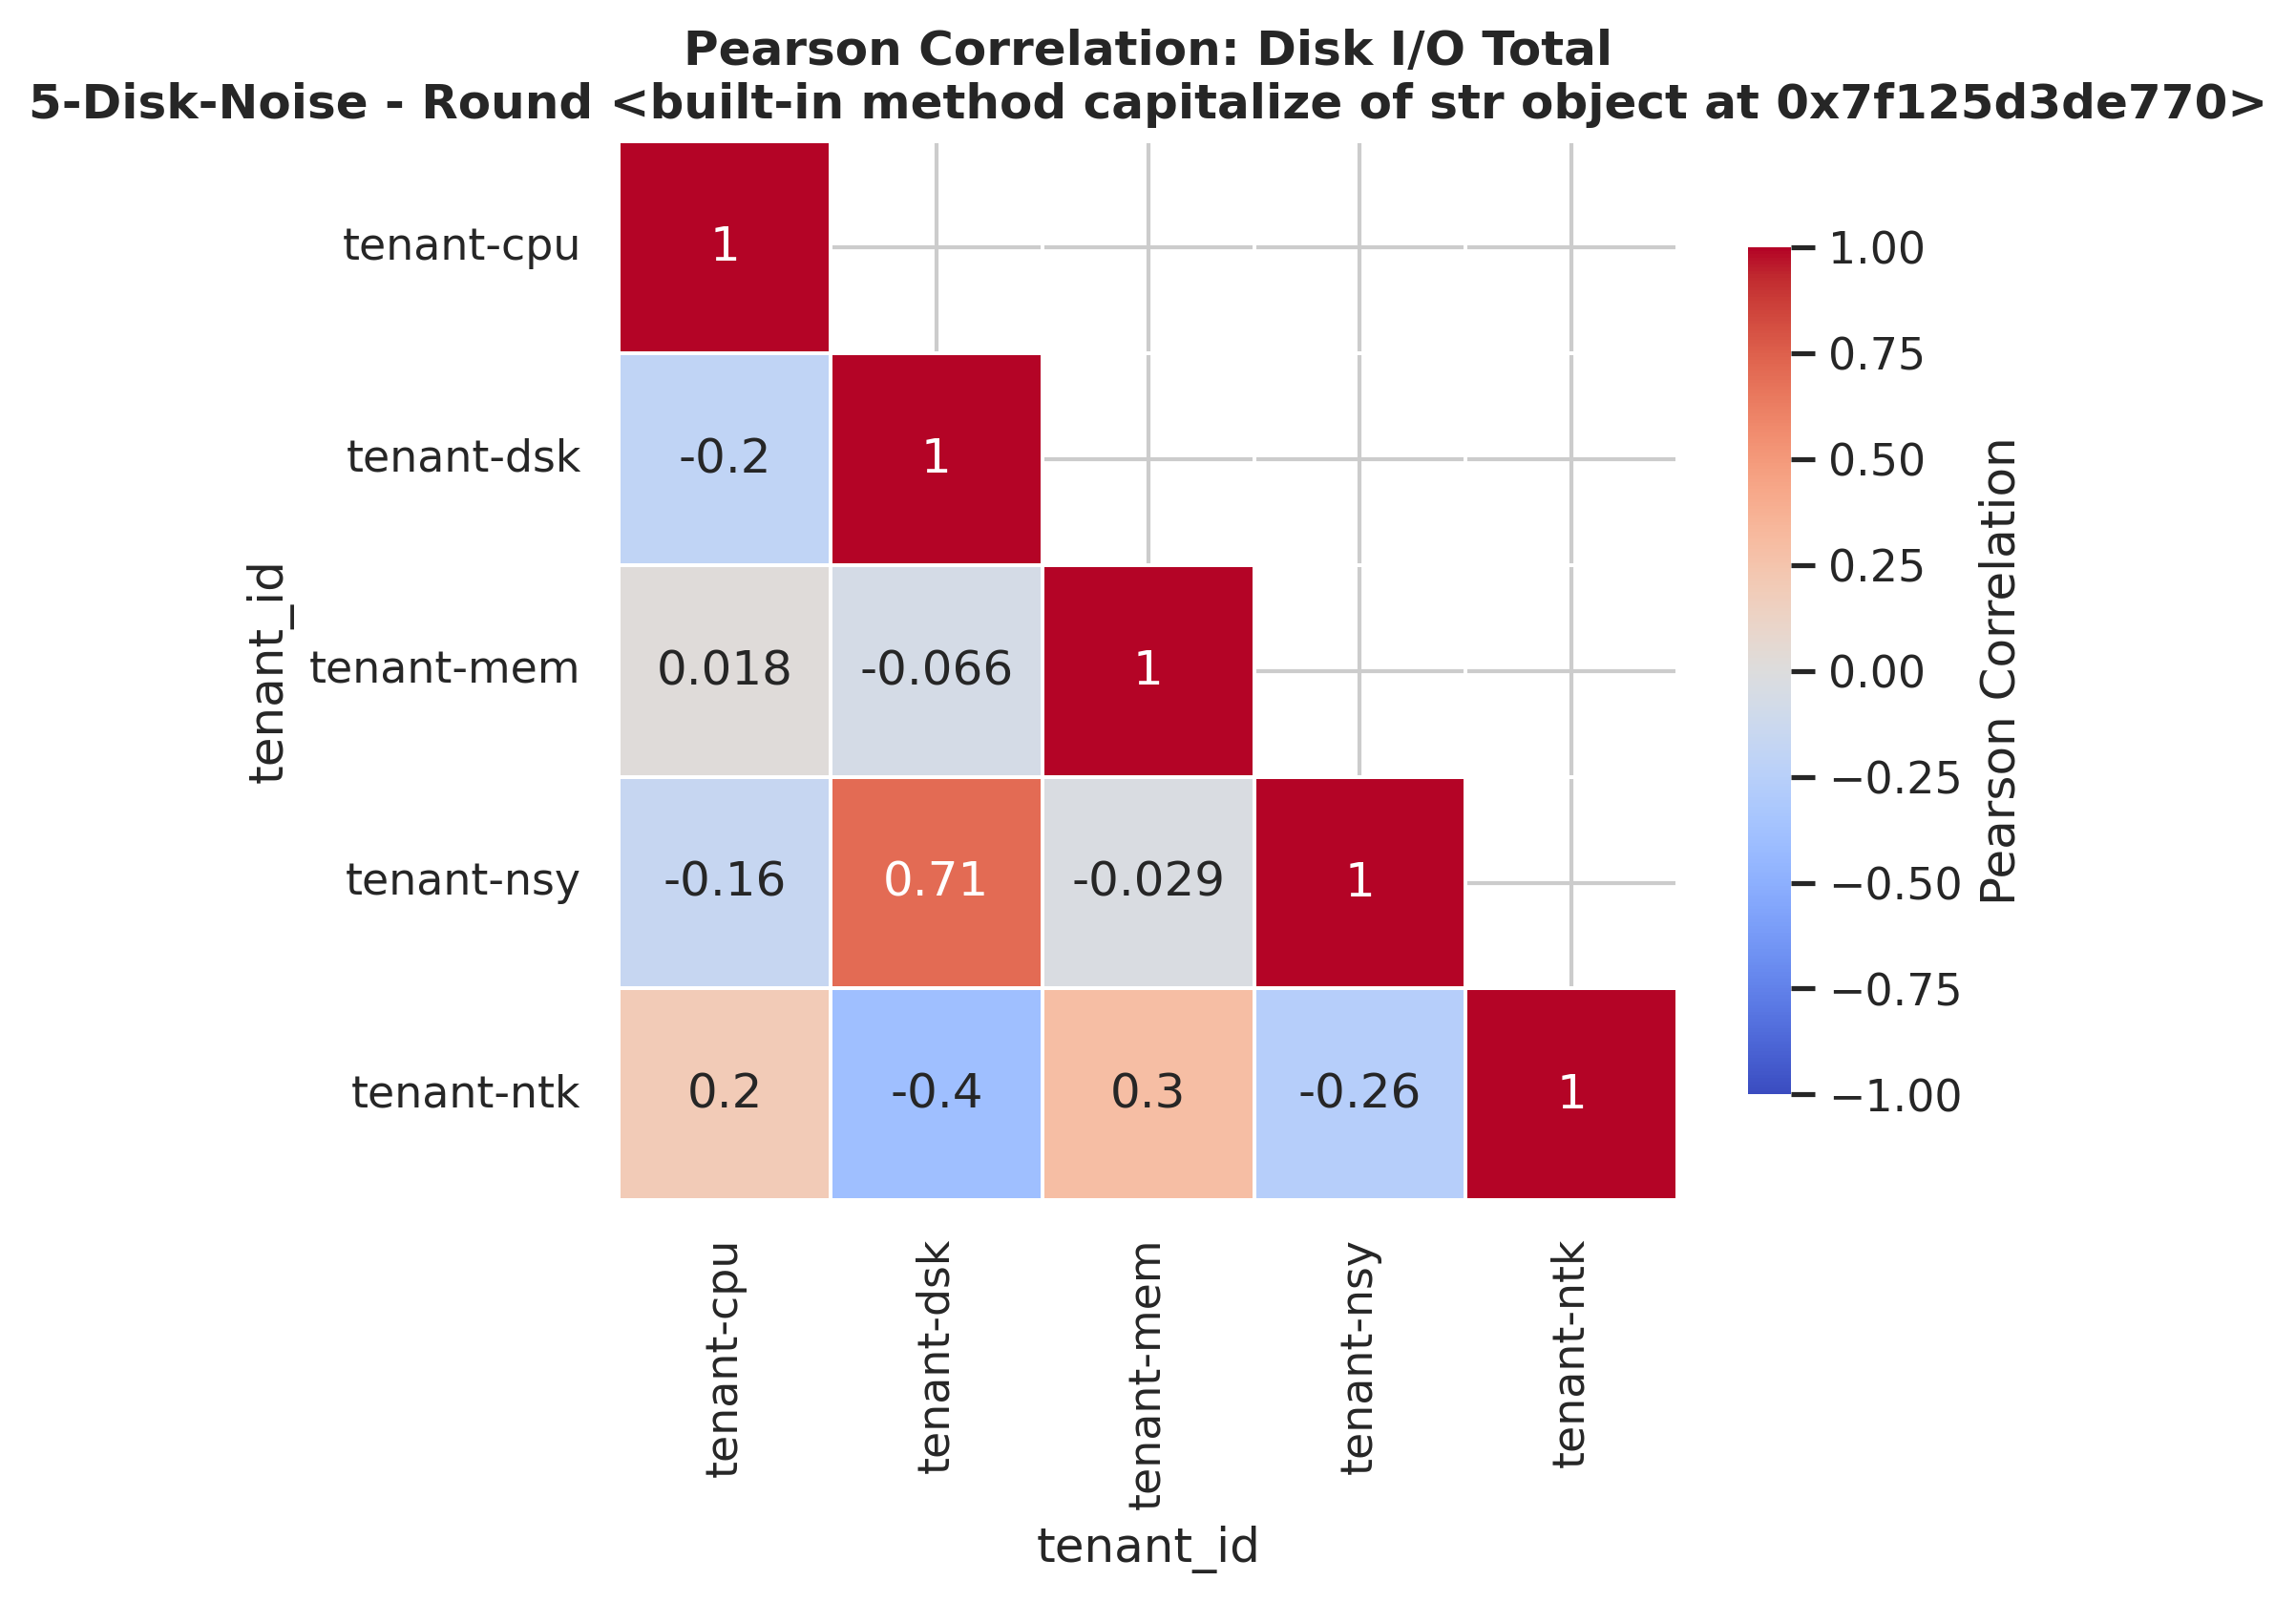 Pearson Correlation: Disk I/O Total
5-Disk-Noise - Round <built-in method capitalize of str object at 0x7f125d3de770>
tenant_id
tenant-cpu
1
tenant-dsk
-0.2 1
tenant-mem
0.018 -0.066 1
tenant-nsy
-0.16 0.71 -0.029 1
tenant-ntk
0.2 -0.4 0.3 -0.26 1
tenant-cpu
tenant-dsk
tenant-mem
tenant-nsy
tenant-ntk
tenant_id
1.00
0.75
0.50
0.25
0.00
−0.25
−0.50
−0.75
−1.00
Pearson Correlation